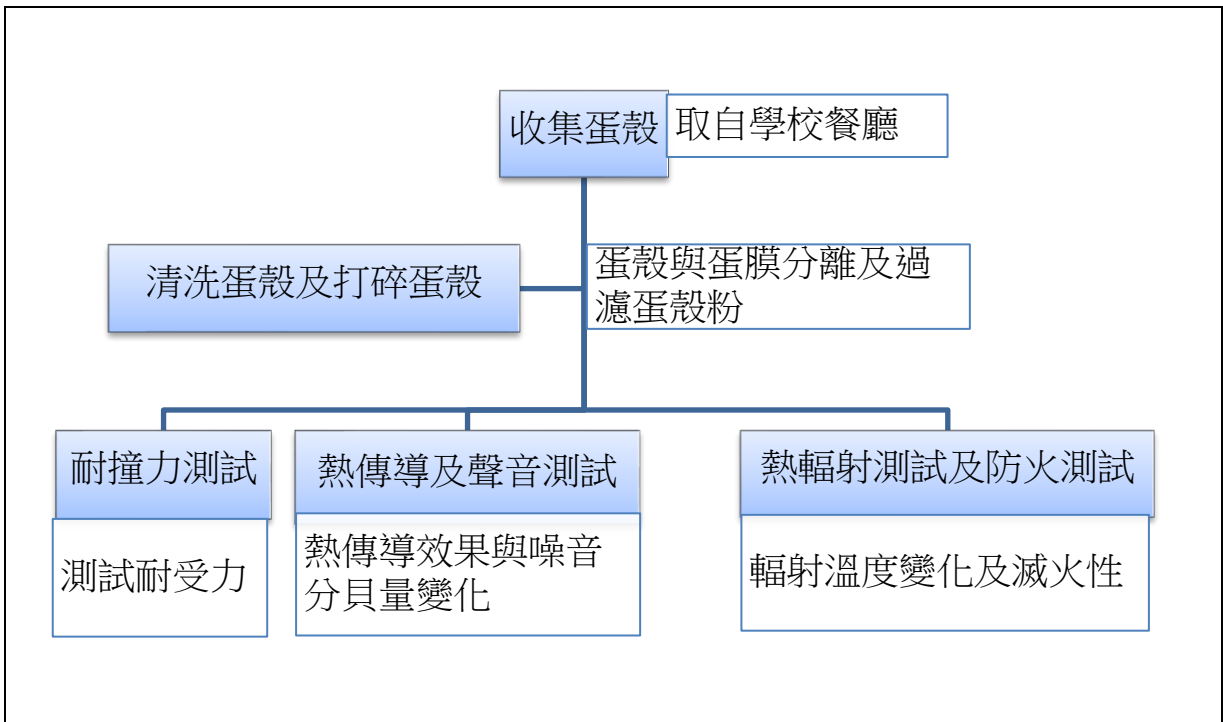 收集蛋殼
取自學校餐廳
清洗蛋殼及打碎蛋殼
蛋殼與蛋膜分離及過
濾蛋殼粉
耐撞力測試
測試耐受力
熱傳導及聲音測試
熱傳導效果與噪音
分貝量變化
熱輻射測試及防火測試
輻射溫度變化及滅火性